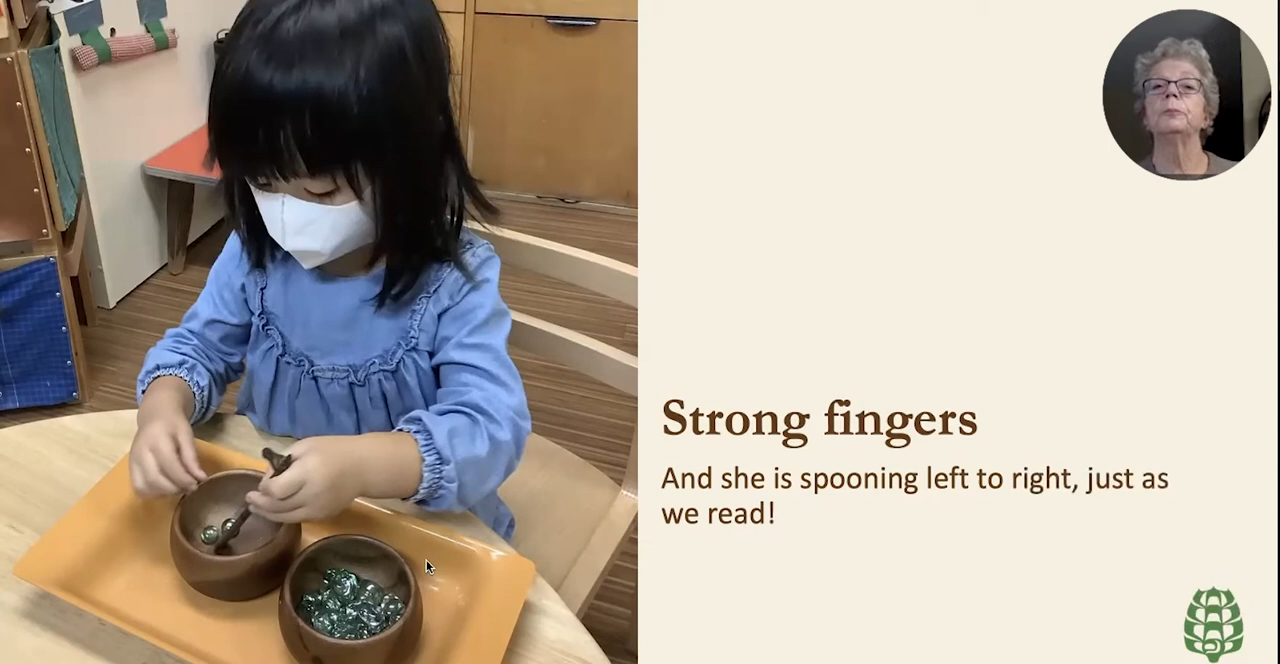 Strong fingers
And she is spooning left to right, just as
we read!